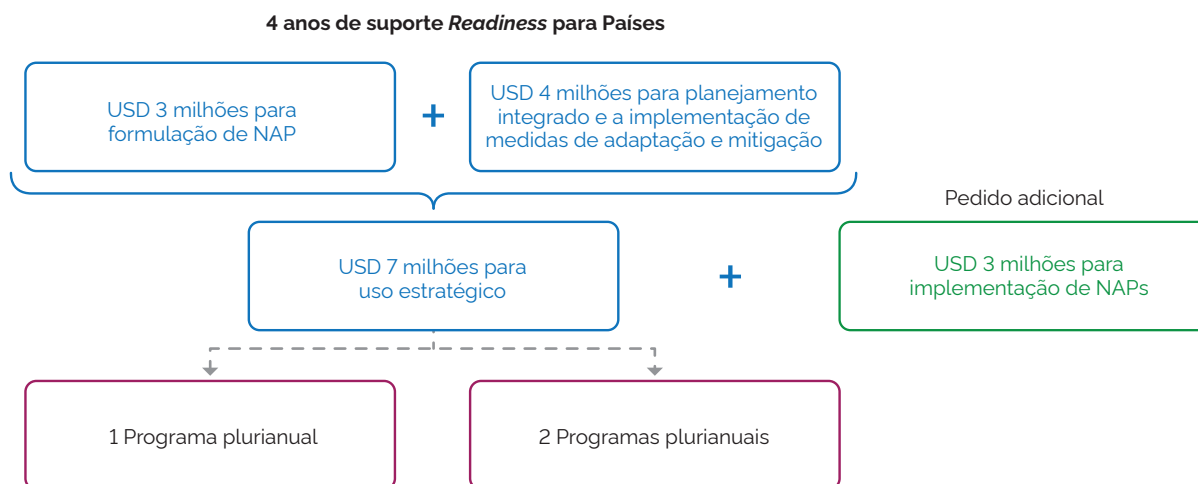 4 anos de suporte Readiness para Países
USD 3 milhões para
formulação de NAP
+
USD 4 milhões para planejamento
integrado e a implementação de
medidas de adaptação e mitigação
Pedido adicional
USD 7 milhões para
uso estratégico
+
USD 3 milhões para
implementação de NAPs
1 Programa plurianual
2 Programas plurianuais